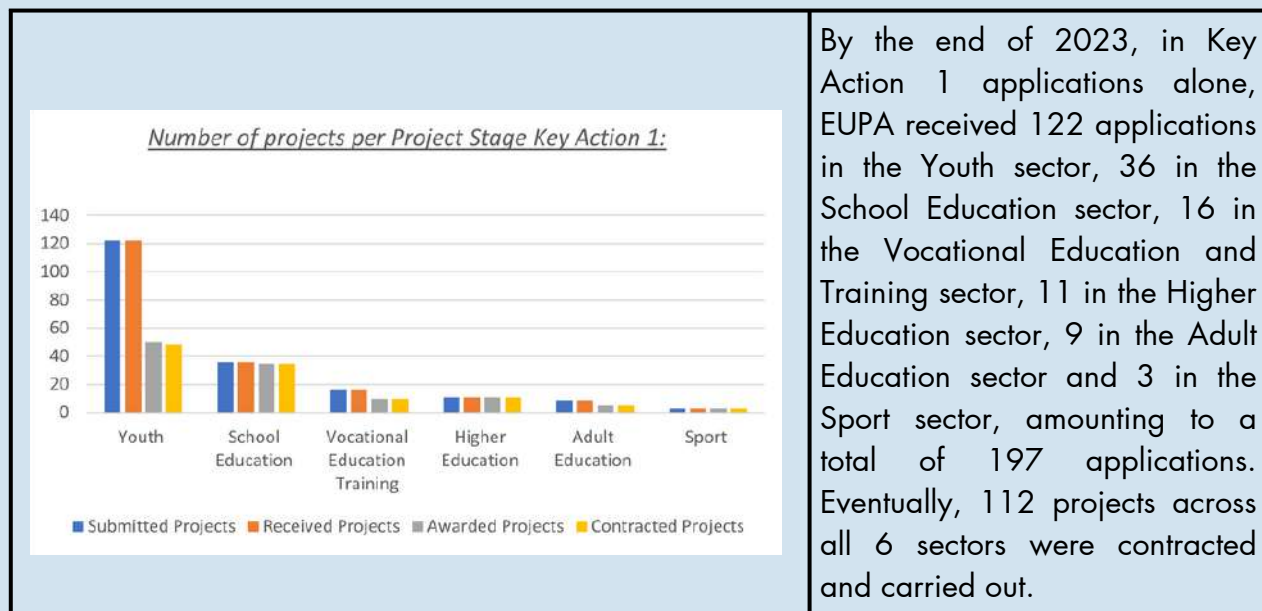 Number of projects per Project Stage Key Action 1:
140
120
100
80
60
40
20
0
Youth
School
Education
Vocational
Education
Training
Higher
Education
Adult
Education
Sport
Submitted Projects Received Projects Awarded Projects Contracted Projects
By the end of 2023, in Key
Action 1 applications alone,
EUPA received 122 applications
in the Youth sector, 36 in the
School Education sector, 16 in
the Vocational Education and
Training sector, 11 in the Higher
Education sector, 9 in the Adult
Education sector and 3 in the
Sport sector, amounting to a
total of 197 applications.
Eventually, 112 projects across
all 6 sectors were contracted
and carried out.